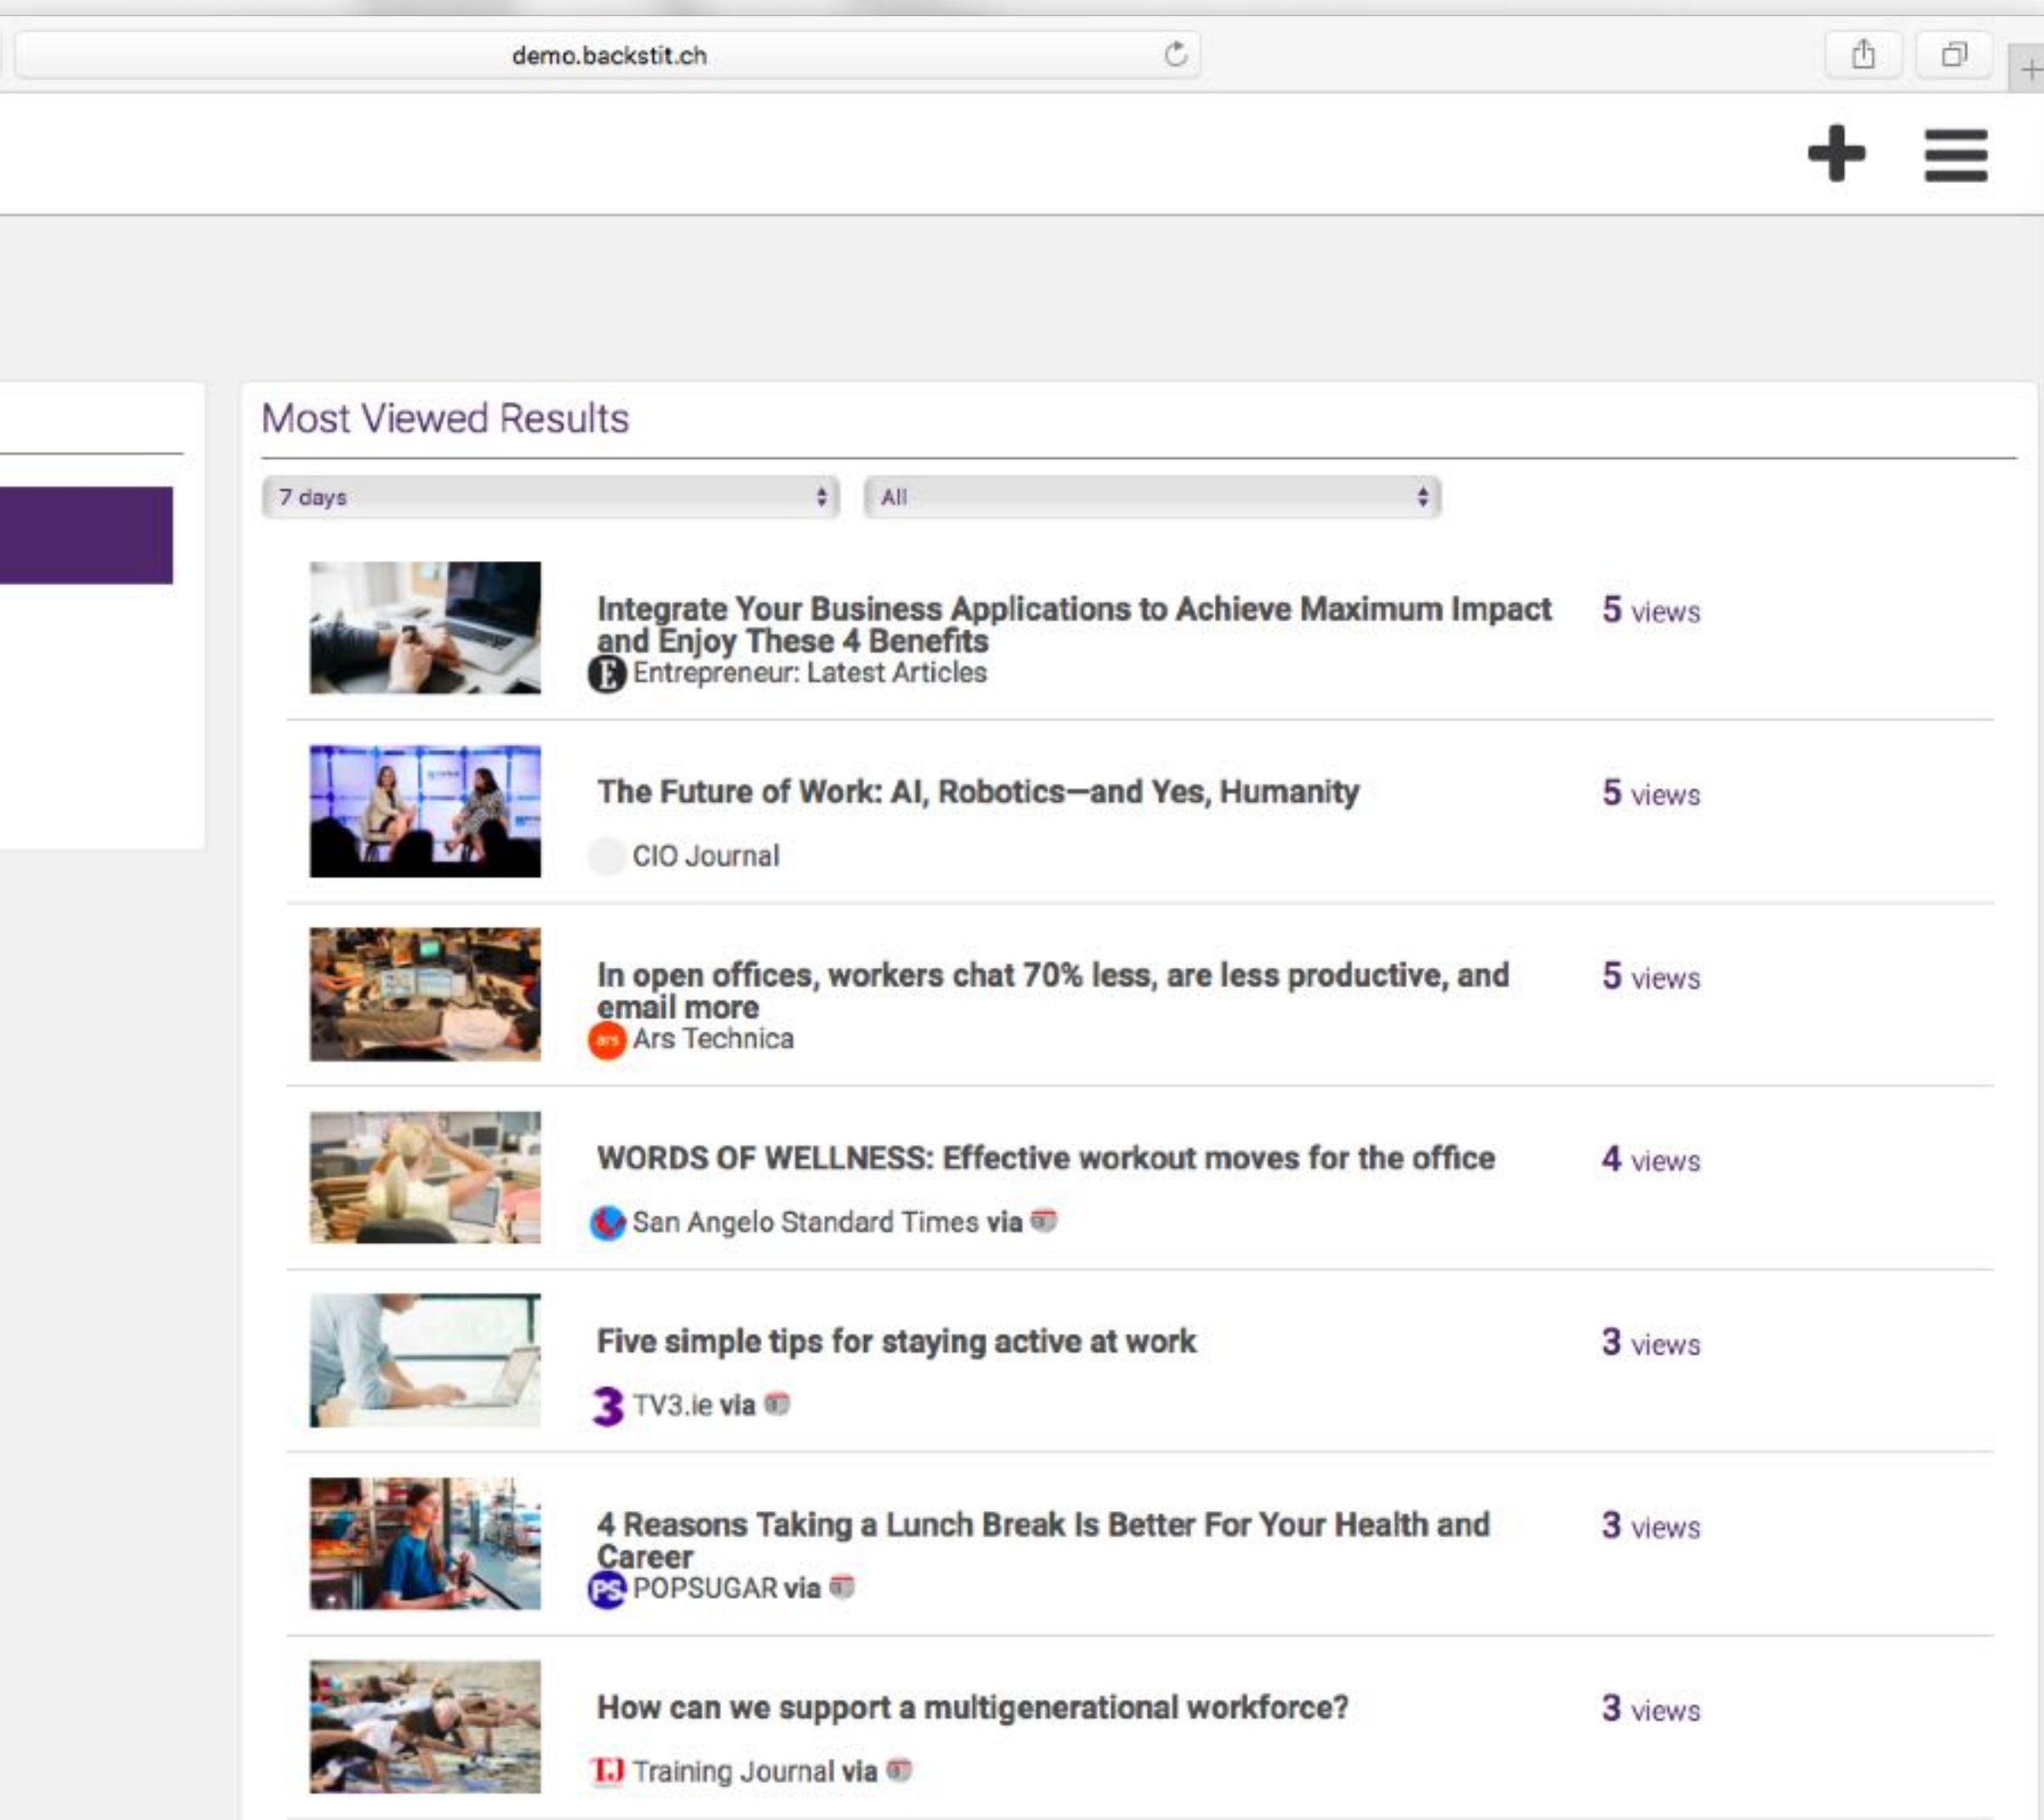 demo.backstit.ch
Most Viewed Results
7 days
All
Integrate Your Business Applications to Achieve Maximum Impact
and Enjoy These 4 Benefits
5 views
E Entrepreneur: Latest Articles
The Future of Work: AI, Robotics—and Yes, Humanity
5 views
CIO Journal
In open offices, workers chat 70% less, are less productive, and
email more
5 views
ars Ars Technica
WORDS OF WELLNESS: Effective workout moves for the office
4 views
San Angelo Standard Times via
Five simple tips for staying active at work
3 views
3 TV3.ie via
4 Reasons Taking a Lunch Break Is Better For Your Health and
Career
3 views
PS POPSUGAR via
How can we support a multigenerational workforce?
3 views
TJ Training Journal via